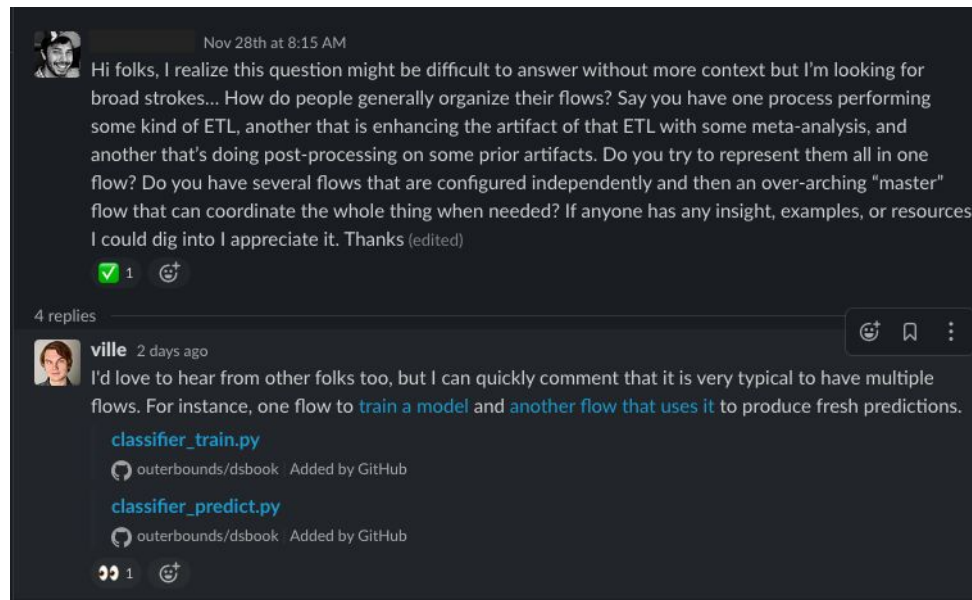 Nov 28th at 8:15 AM
Hi folks, I realize this question might be difficult to answer without more context but I'm looking for
broad strokes... How do people generally organize their flows? Say you have one process performing
some kind of ETL, another that is enhancing the artifact of that ETL with some meta-analysis, and
another that's doing post-processing on some prior artifacts. Do you try to represent them all in one
flow? Do you have several flows that are configured independently and then an over-arching “master”
flow that can coordinate the whole thing when needed? If anyone has any insight, examples, or resources
I could dig into I appreciate it. Thanks (edited)
1
4 replies
ville 2 days ago
I'd love to hear from other folks too, but I can quickly comment that it is very typical to have multiple
flows. For instance, one flow to train a model and another flow that uses it to produce fresh predictions.
classifier_train.py
outerbounds/dsbook Added by GitHub
classifier_predict.py
outerbounds/dsbook Added by GitHub
1